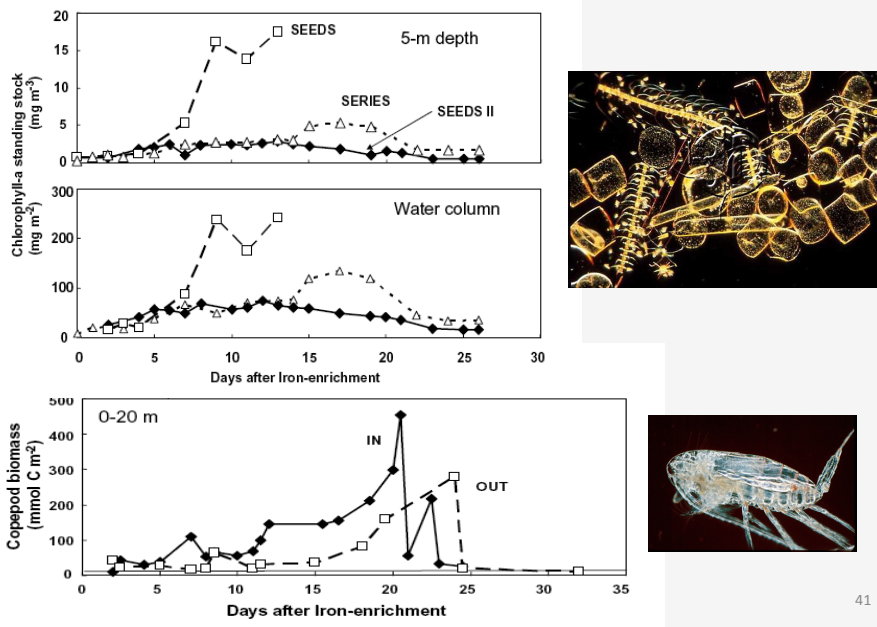 20
SEEDS
5-m depth
15
10
SERIES
SEEDS II
5
0
Chlorophyll-a standing stock
(mg m-3)
300
Water column
200
100
0
(mg m-2)
0 5 10 15 20 25 30
Days after Iron-enrichment
500
0-20 m
400
IN
300
OUT
200
100
0
Copepod biomass
(mmol C m-2)
0 5 10 15 20 25 30 35
Days after Iron-enrichment
41